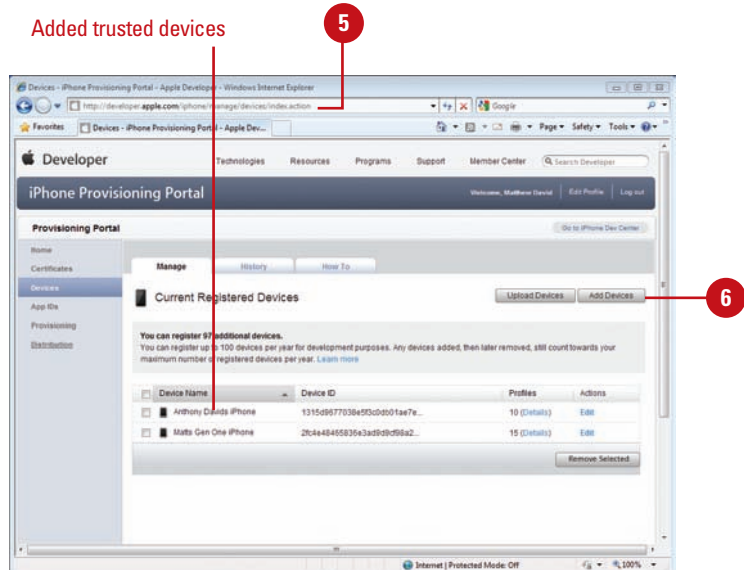 Added trusted devices
5
Devices - iPhone Provisioning Portal - Apple Developer - Windows Internet Explorer
http://developer.apple.com/iphone/manage/devices/index.action
Google
Favorites
Devices - iPhone Provisioning Portal - Apple Dev...
Page
Safety
Tools
Developer
Technologies
Resources
Programs
Support
Member Center
Search Developer
iPhone Provisioning Portal
Welcome, Matthew David
Edit Profile
Log out
Provisioning Portal
Go to iPhone Dev Center
Home
Certificates
Devices
App IDs
Provisioning
Distribution
Manage
History
How To
Current Registered Devices
Upload Devices
Add Devices
6
You can register 97 additional devices.
You can register up to 100 devices per year for development purposes. Any devices added, then later removed, still count towards your
maximum number of registered devices per year. Learn more
Device Name
Device ID
Profiles
Actions
Anthony Davids iPhone
10 (Details)
Edit
Matts Gen One iPhone
15 (Details)
Edit
Remove Selected
Internet | Protected Mode: Off
100%